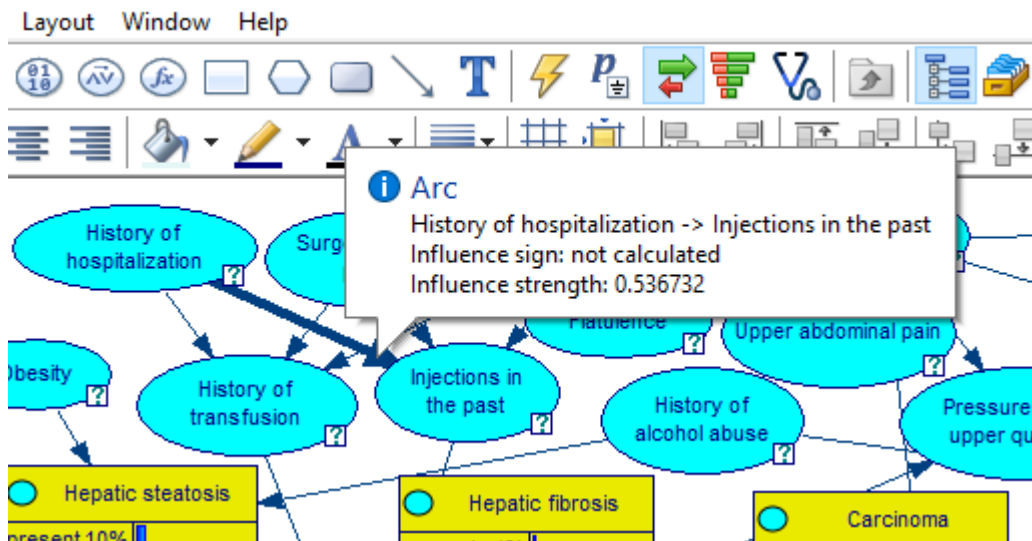 Layout Window Help
Arc
History of hospitalization -> Injections in the past
Influence sign: not calculated
Influence strength: 0.536732
History of
hospitalization
?
Surg
Flatulence
?
Upper abdominal pain
?
Obesity
?
History of
transfusion
?
Injections in
the past
?
History of
alcohol abuse
?
Pressure
upper qu
Hepatic steatosis
present 10%
Hepatic fibrosis
Carcinoma